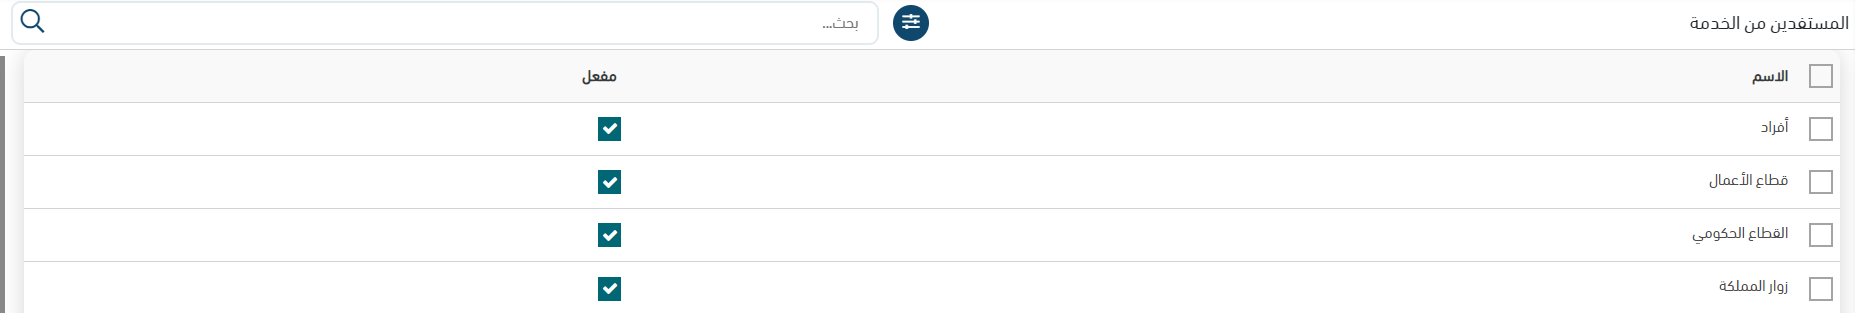 المستفدين من الخدمة
بحث...
الاسم مفعل
أفراد
قطاع الأعمال
القطاع الحكومي
زوار المملكة